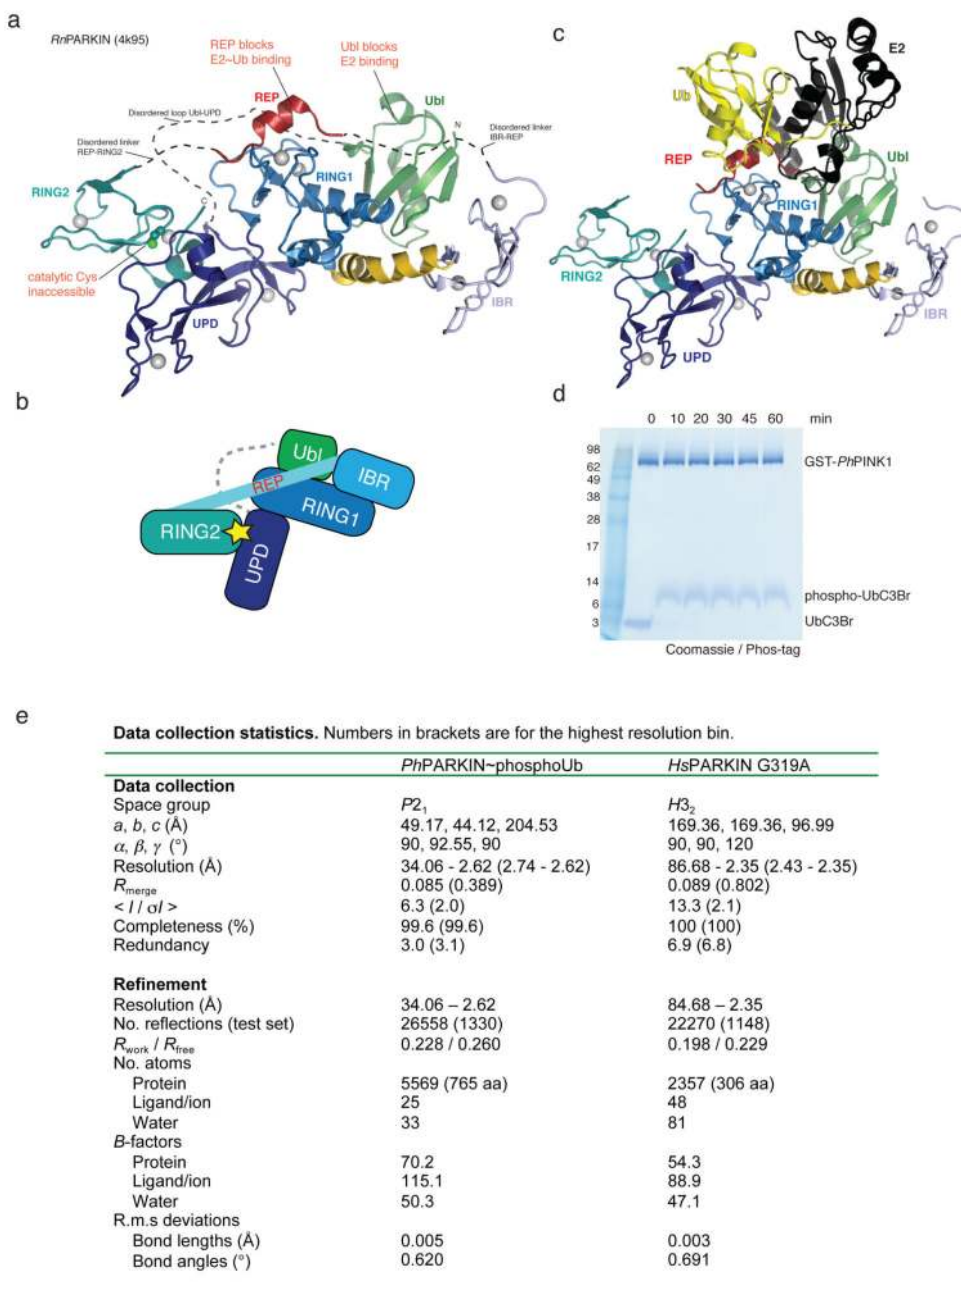 a
RnPARKIN (4k95)
REP blocks
E2~Ub binding
Ubl blocks
E2 binding
REP
Ubl
Disordered loop Ubl-UPD
N
Disordered linker
IBR-REP
Disordered linker
REP-RING2
RING2
RING1
C
catalytic Cys
inaccessible
UPD
IBR
b
Ubl
REP
IBR
RING1
RING2
UPD
c
E2
Ub
REP
Ubl
RING1
RING2
IBR
UPD
d
0 10 20 30 45 60 min
98
62
49
38
28
17
14
6
3
GST-PhPINK1
phospho-UbC3Br
UbC3Br
Coomassie / Phos-tag
e
Data collection statistics. Numbers in brackets are for the highest resolution bin.
PhPARKIN~phosphoUb HsPARKIN G319A
Data collection
Space group P2₁ H3₂
a, b, c (Å) 49.17, 44.12, 204.53 169.36, 169.36, 96.99
α, β, γ (°) 90, 92.55, 90 90, 90, 120
Resolution (Å) 34.06 - 2.62 (2.74 - 2.62) 86.68 - 2.35 (2.43 - 2.35)
Rmerge 0.085 (0.389) 0.089 (0.802)
< I / σI > 6.3 (2.0) 13.3 (2.1)
Completeness (%) 99.6 (99.6) 100 (100)
Redundancy 3.0 (3.1) 6.9 (6.8)
Refinement
Resolution (Å) 34.06 – 2.62 84.68 – 2.35
No. reflections (test set) 26558 (1330) 22270 (1148)
Rwork / Rfree 0.228 / 0.260 0.198 / 0.229
No. atoms
Protein 5569 (765 aa) 2357 (306 aa)
Ligand/ion 25 48
Water 33 81
B-factors
Protein 70.2 54.3
Ligand/ion 115.1 88.9
Water 50.3 47.1
R.m.s deviations
Bond lengths (Å) 0.005 0.003
Bond angles (°) 0.620 0.691